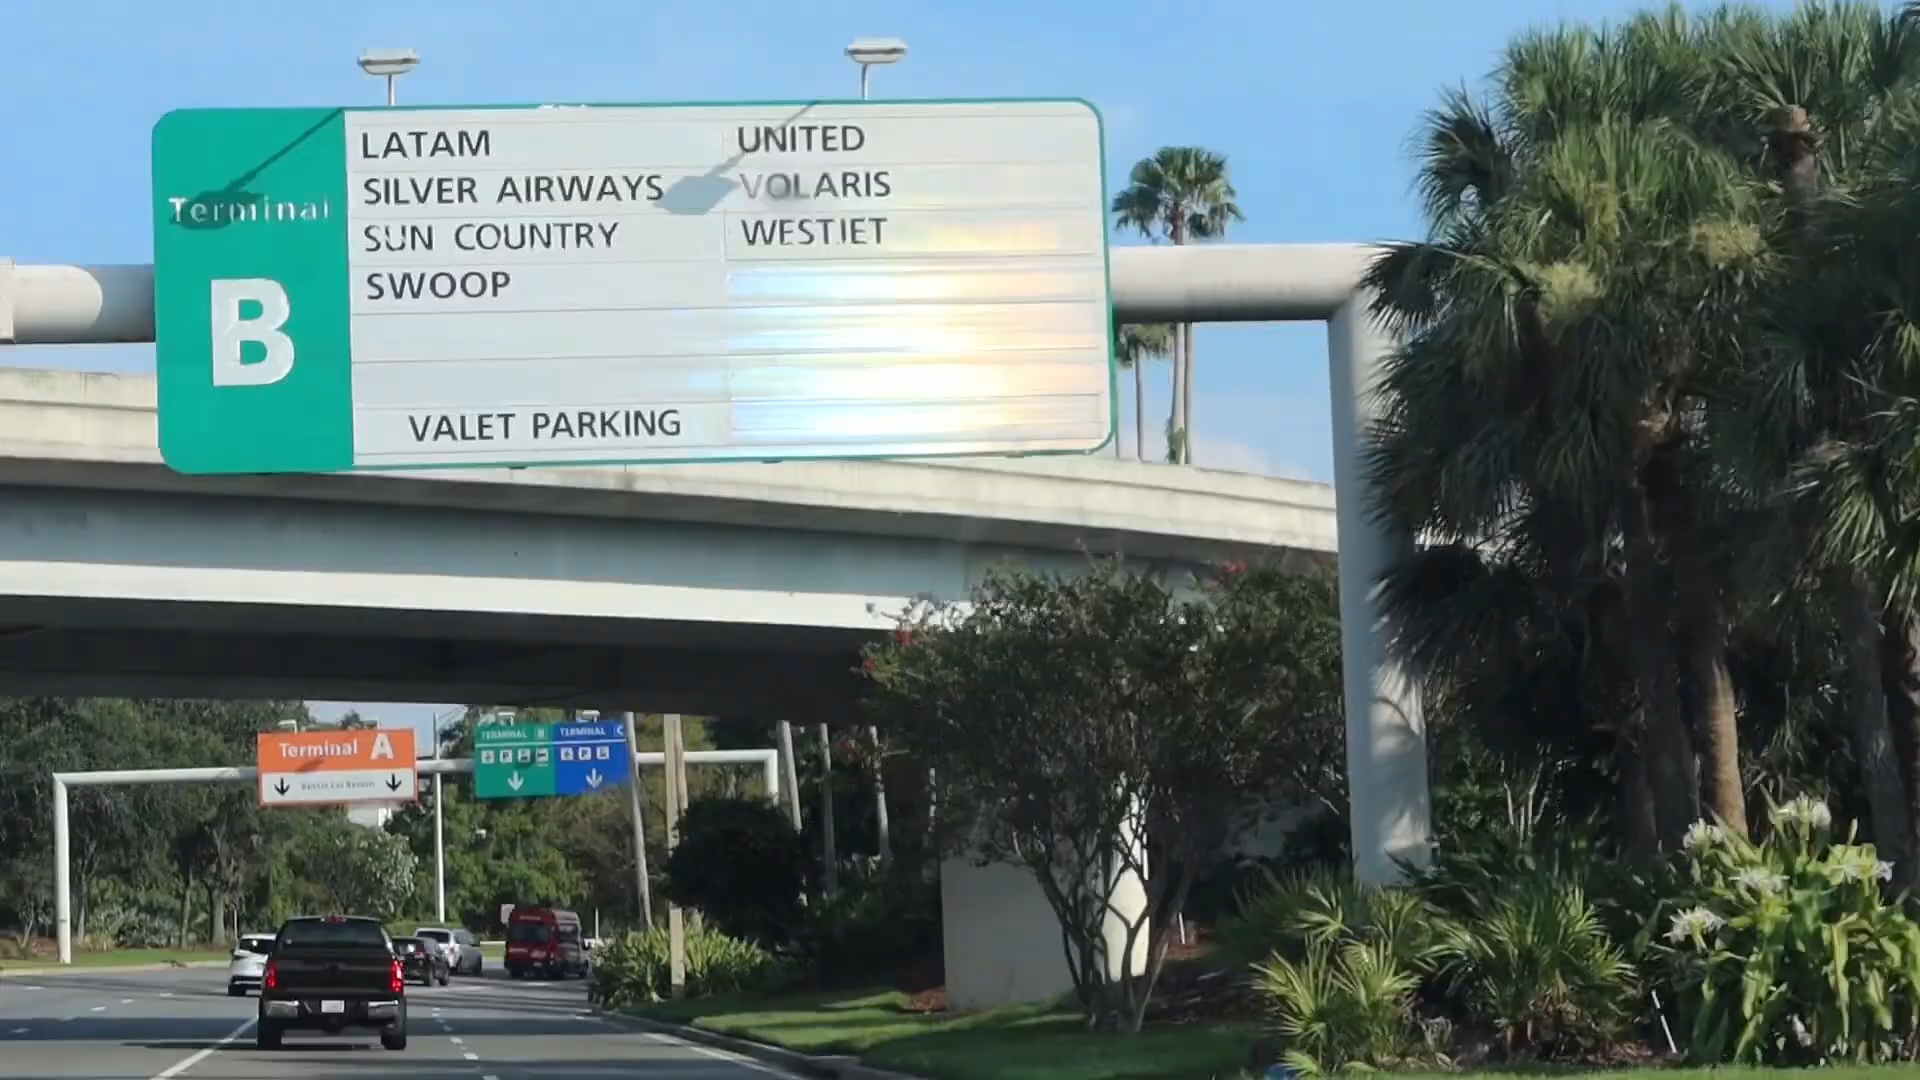 Terminal
B
LATAM
SILVER AIRWAYS
SUN COUNTRY
SWOOP
VALET PARKING
UNITED
VOLARIS
WESTJET
Terminal A
TERMINAL B
TERMINAL C